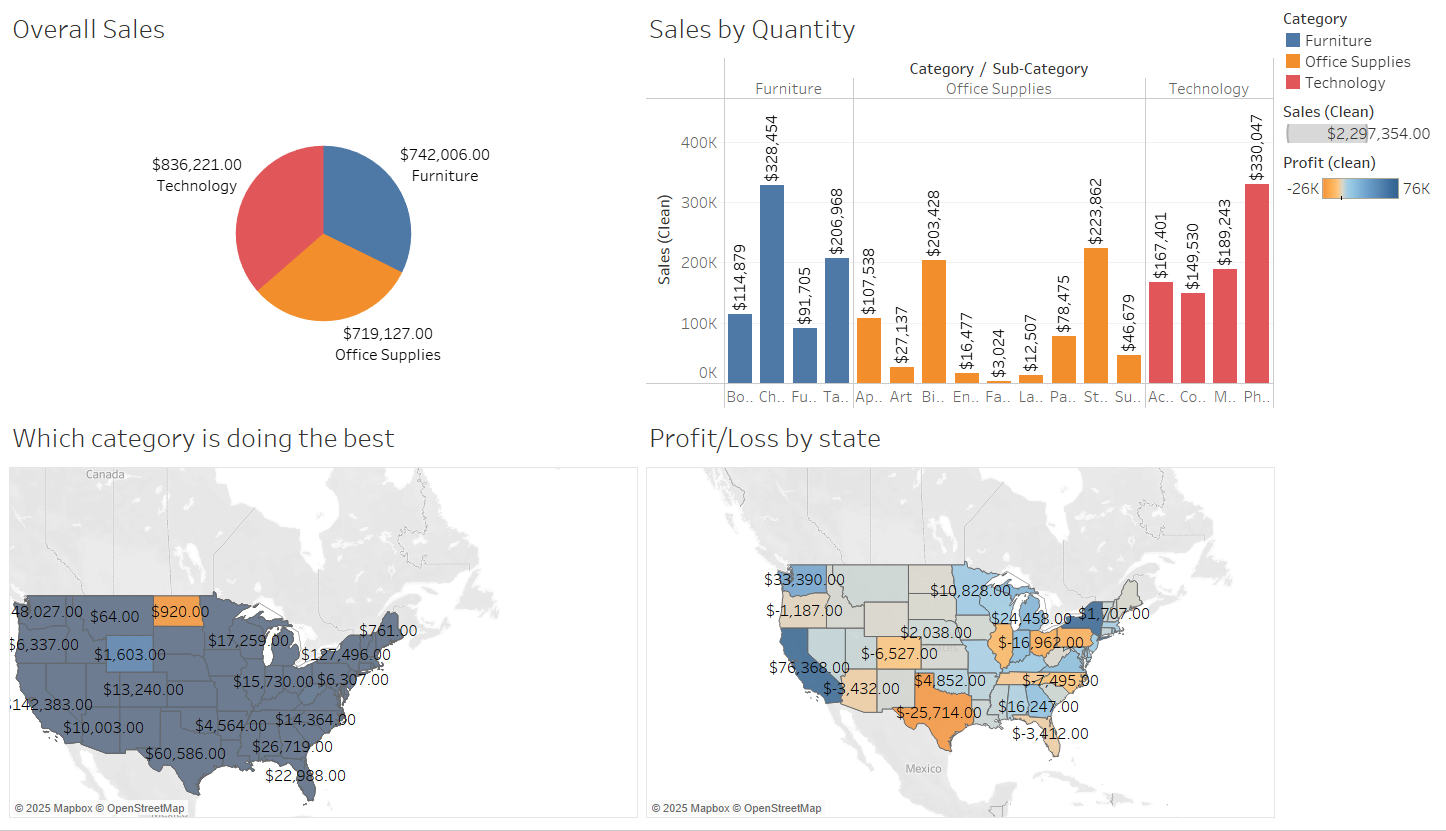 Overall Sales
$836,221.00
Technology
$742,006.00
Furniture
$719,127.00
Office Supplies
Sales by Quantity
Category / Sub-Category
Furniture
Office Supplies
Technology
Sales (Clean)
400K
300K
200K
100K
0K
$114,879
$328,454
$91,705
$206,968
$107,538
$27,137
$203,428
$16,477
$3,024
$12,507
$78,475
$223,862
$46,679
$167,401
$149,530
$189,243
$330,047
Bo..
Ch..
Fu..
Ta..
Ap..
Art
Bi..
En..
Fa..
La..
Pa..
St..
Su..
Ac..
Co..
M..
Ph..
Category
Furniture
Office Supplies
Technology
Sales (Clean)
$2,297,354.00
Profit (clean)
-26K
76K
Which category is doing the best
Canada
48,027.00
$64.00
$920.00
$761.00
$6,337.00
$1,603.00
$17,259.00
$127,496.00
$13,240.00
$15,730.00
$6,307.00
142,383.00
$10,003.00
$4,564.00
$14,364.00
$60,586.00
$26,719.00
$22,988.00
© 2025 Mapbox © OpenStreetMap
Profit/Loss by state
$33,390.00
$10,828.00
$-1,187.00
$24,458.00
$1,707.00
$2,038.00
$-16,962.00
$-6,527.00
$76,368.00
$-3,432.00
$4,852.00
$-7,495.00
$-25,714.00
$16,247.00
$-3,412.00
Mexico
© 2025 Mapbox © OpenStreetMap